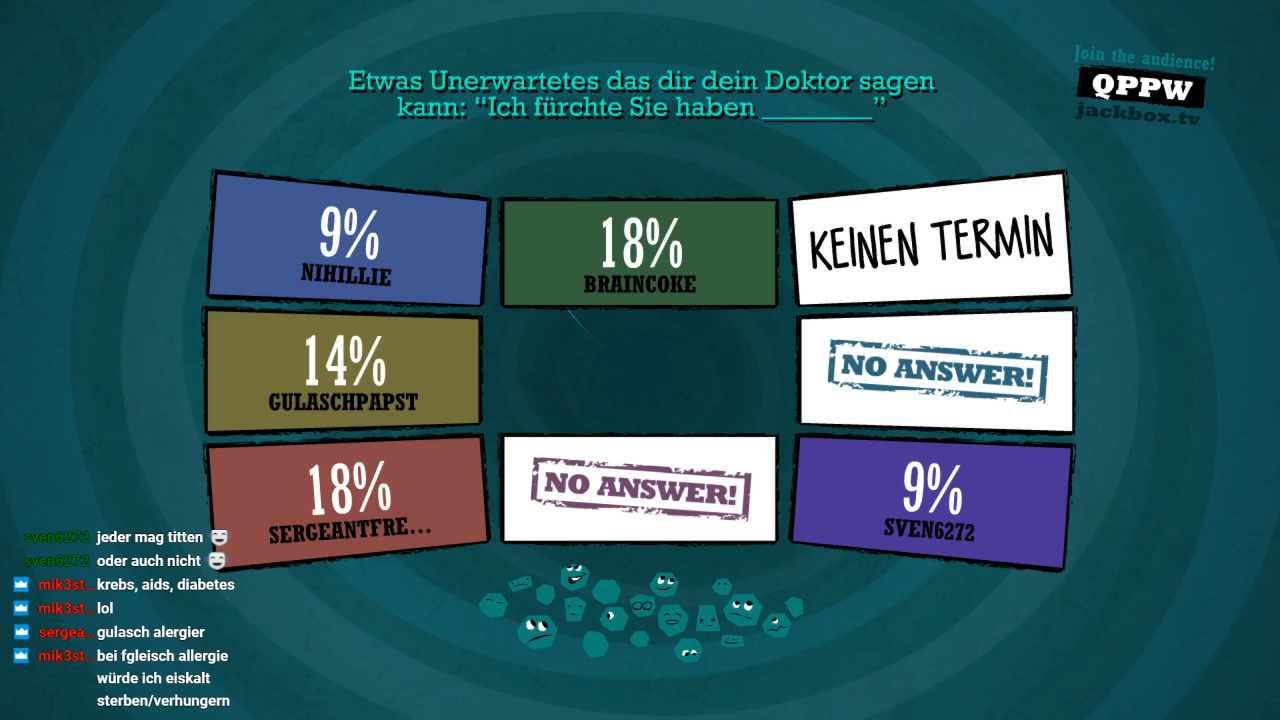 Join the audience!
QPPW
jackbox.tv
Etwas Unerwartetes das dir dein Doktor sagen
kann: “Ich fürchte Sie haben ________”
9%
NIHILLIE
18%
BRAINCOKE
KEINEN TERMIN
14%
GULASCHPAPST
NO ANSWER!
18%
SERGEANTFRE...
NO ANSWER!
9%
SVEN6272
sven6272 jeder mag titten
sven6272 oder auch nicht
mik3st... krebs, aids, diabetes
mik3st... lol
sergea... gulasch alergier
mik3st... bei fgleisch allergie
würde ich eiskalt
sterben/verhungern